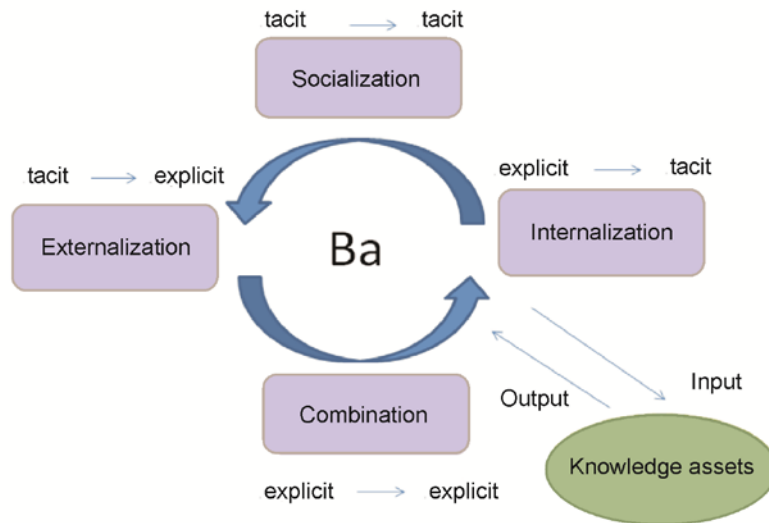 tacit → tacit
Socialization
tacit → explicit
explicit → tacit
Externalization
Ba
Internalization
Combination
Output
Input
explicit → explicit
Knowledge assets